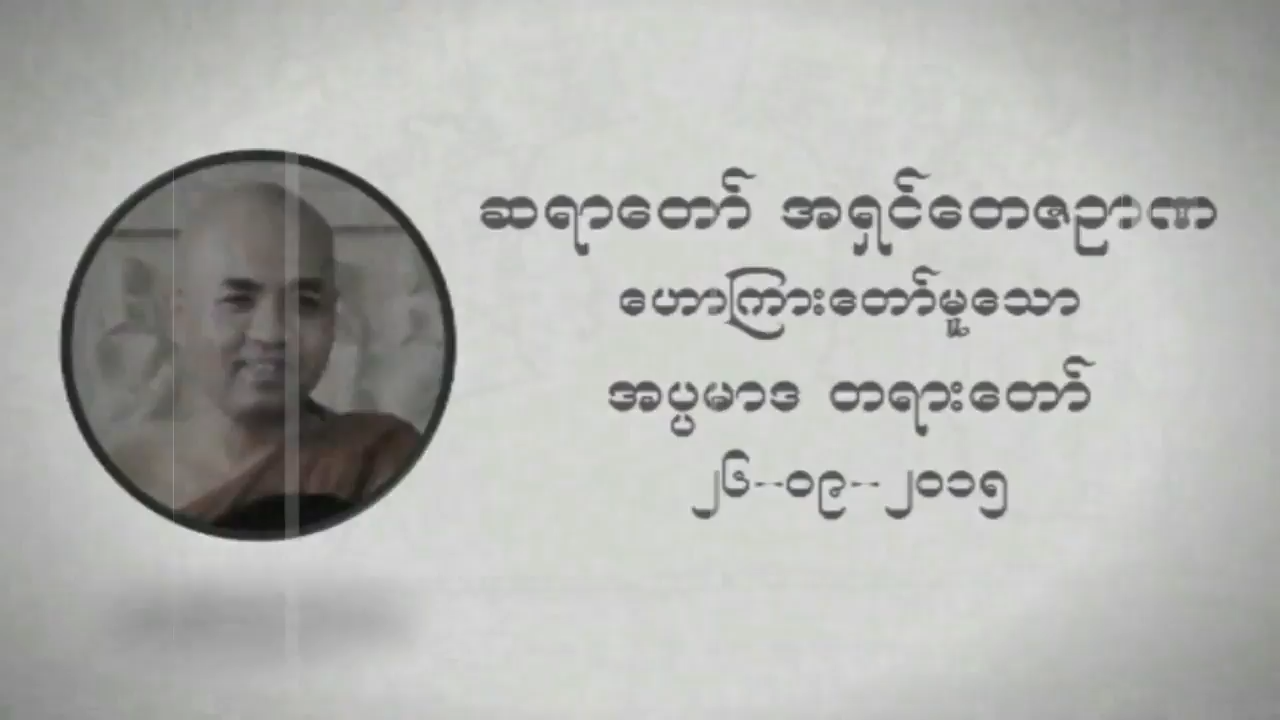 ဆရာတော် အရှင်တေဇဉာဏ
ဟောကြားတော်မူသော
အပ္ပမာဒ တရားတော်
၂၆--၀၉--၂၀၁၅